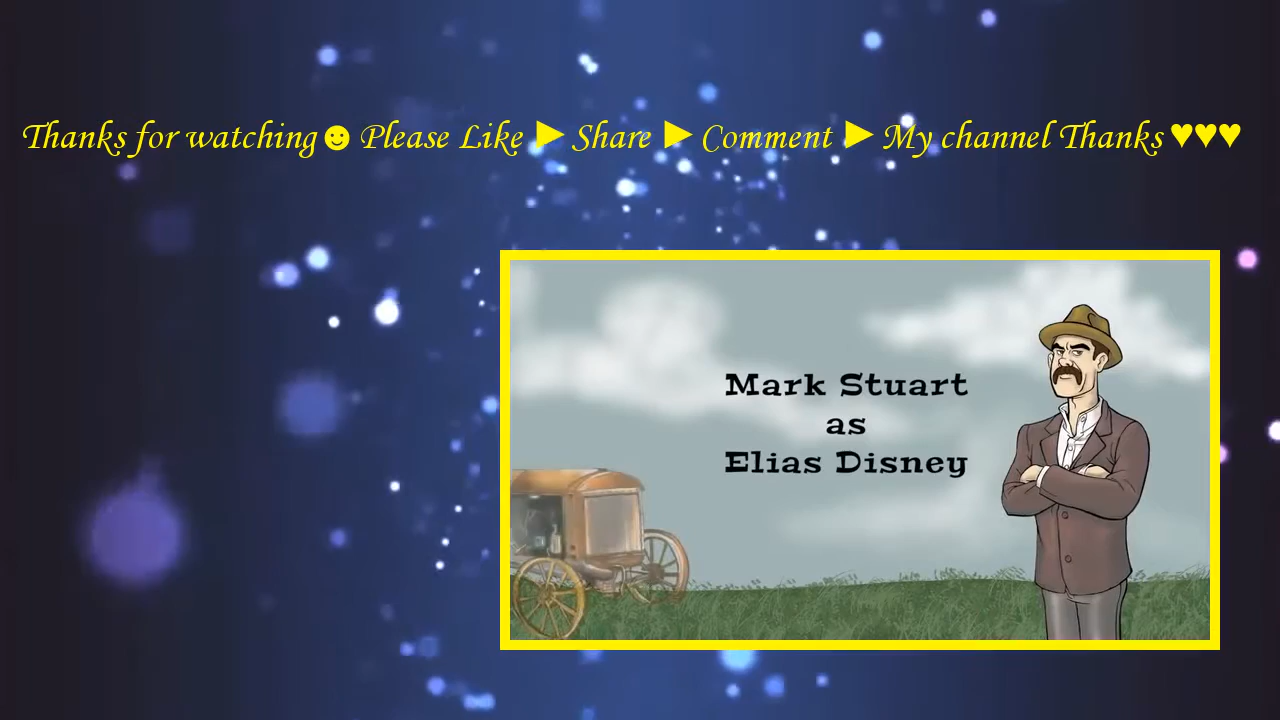 Thanks for watching☻Please Like ► Share ► Comment ► My channel Thanks ♥♥♥
Mark Stuart
as
Elias Disney